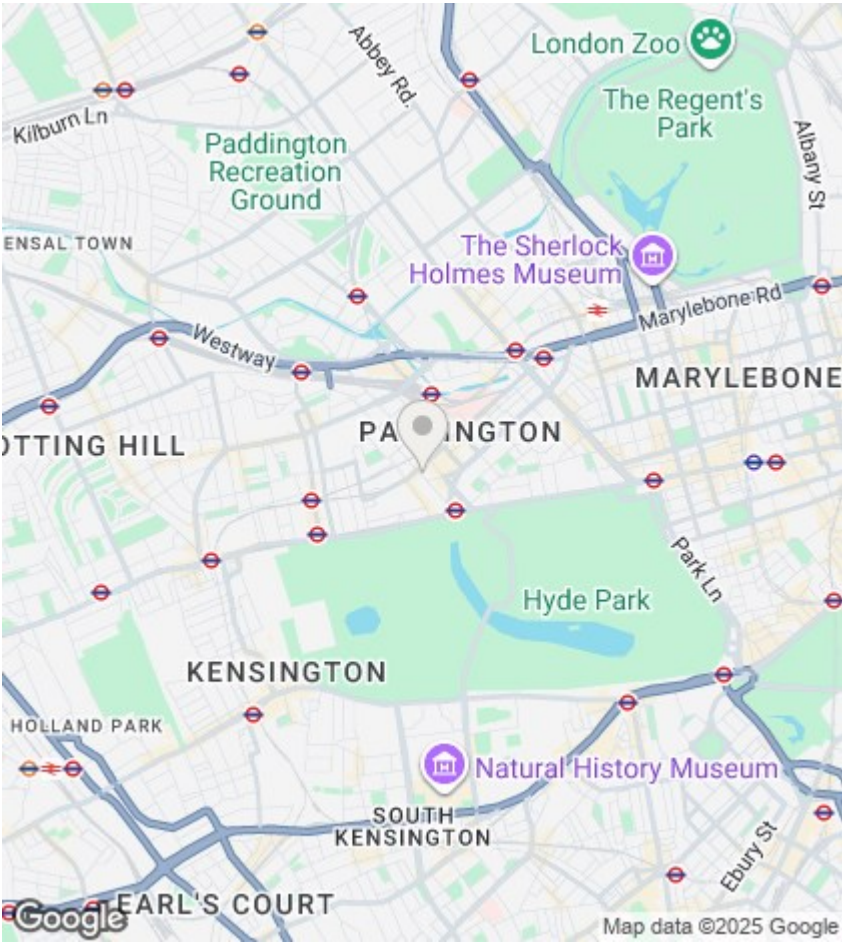 London Zoo
The Regent's
Park
Abbey Rd.
Kilburn Ln
Albany St
Paddington
Recreation
Ground
ENSAL TOWN
The Sherlock
Holmes Museum
Marylebone Rd
Westway
MARYLEBONE
PA INGTON
OTTING HILL
Park Ln
Hyde Park
KENSINGTON
HOLLAND PARK
Natural History Museum
SOUTH
KENSINGTON
Ebury St
EARL'S COURT
Google
Map data ©2025 Google